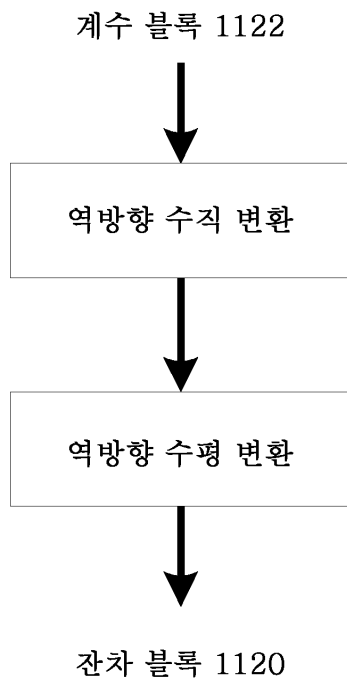 계수 블록 1122
역방향 수직 변환
역방향 수평 변환
잔차 블록 1120